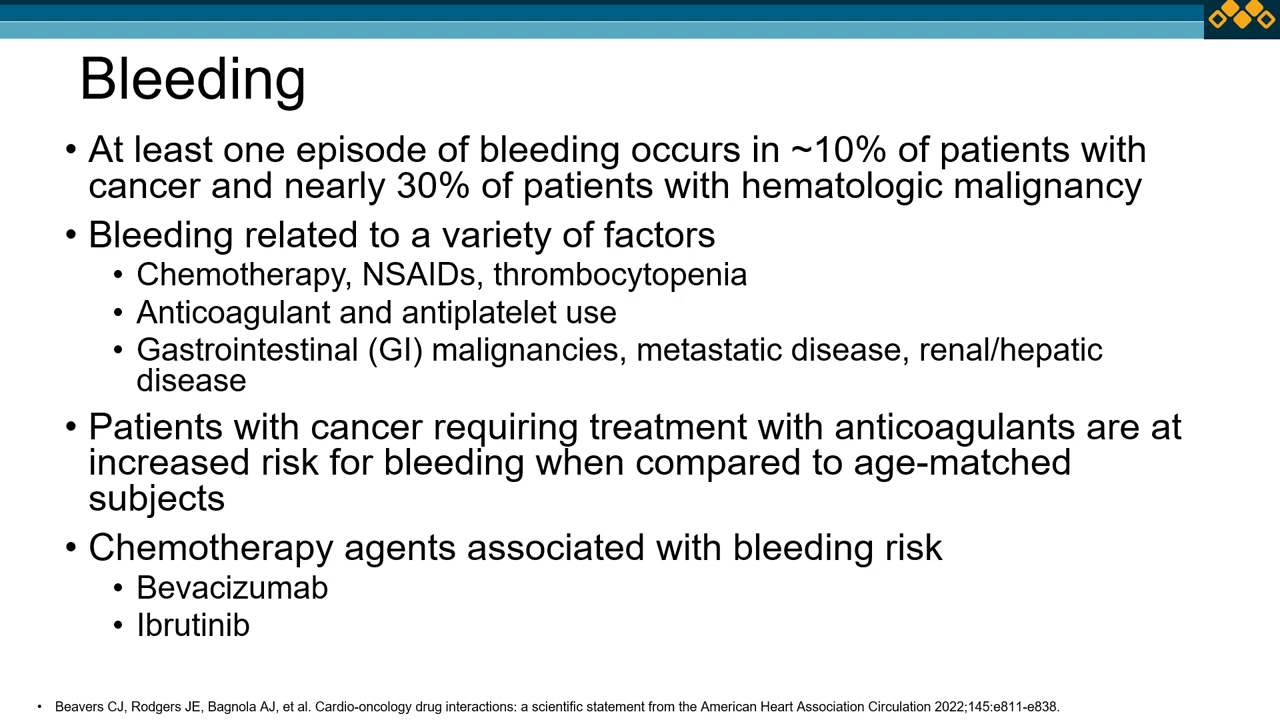 Bleeding
• At least one episode of bleeding occurs in ~10% of patients with
cancer and nearly 30% of patients with hematologic malignancy
• Bleeding related to a variety of factors
• Chemotherapy, NSAIDs, thrombocytopenia
• Anticoagulant and antiplatelet use
• Gastrointestinal (GI) malignancies, metastatic disease, renal/hepatic
disease
• Patients with cancer requiring treatment with anticoagulants are at
increased risk for bleeding when compared to age-matched
subjects
• Chemotherapy agents associated with bleeding risk
• Bevacizumab
• Ibrutinib
• Beavers CJ, Rodgers JE, Bagnola AJ, et al. Cardio-oncology drug interactions: a scientific statement from the American Heart Association Circulation 2022;145:e811-e838.